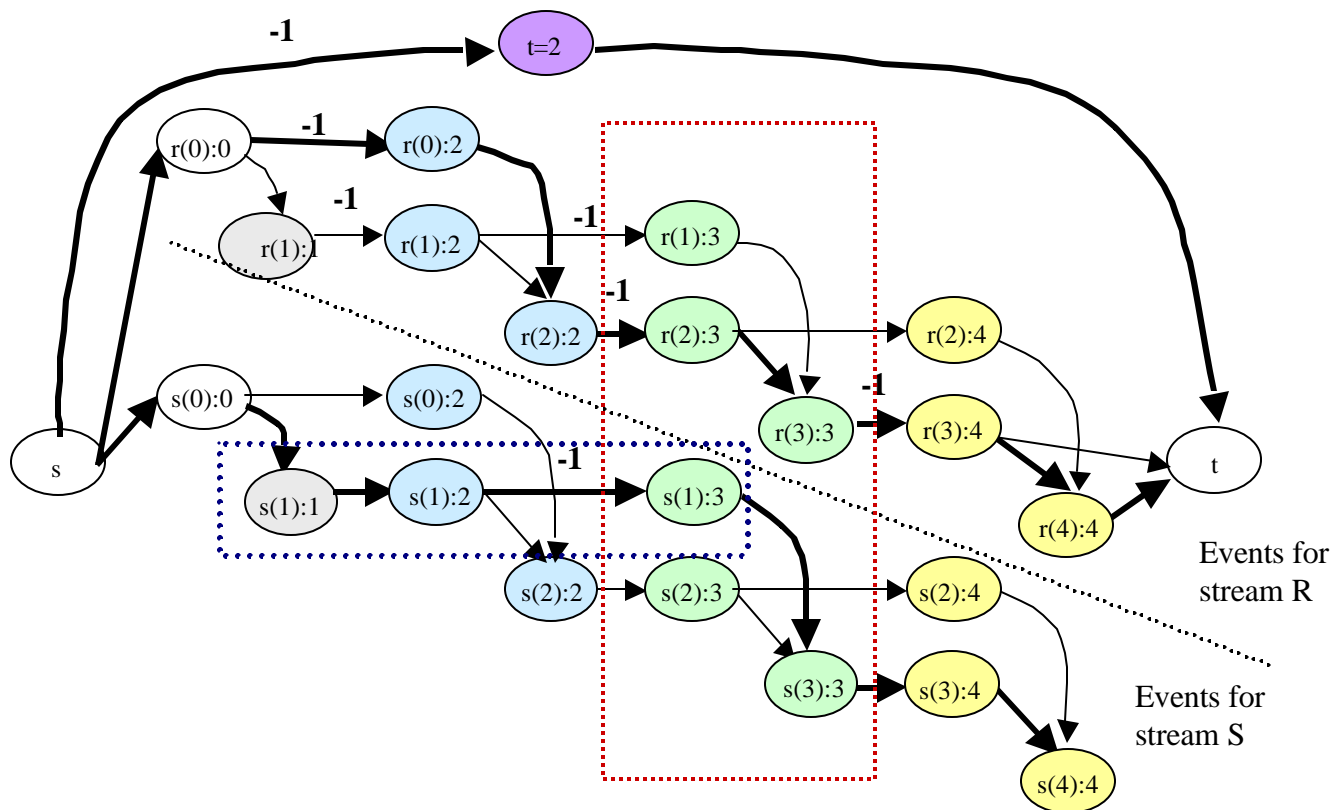 -1
t=2
r(0):0
-1
r(0):2
r(1):1
-1
r(1):2
-1
r(1):3
r(2):2
-1
r(2):3
r(2):4
r(3):3
-1
r(3):4
r(4):4
s
t
s(0):0
s(0):2
s(1):1
s(1):2
-1
s(1):3
s(2):2
s(2):3
s(2):4
s(3):3
s(3):4
s(4):4
Events for
stream R
Events for
stream S